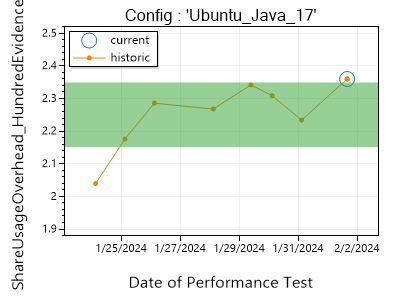 Config : 'Ubuntu_Java_17'
ShareUsageOverhead_HundredEvidence
2.5
2.4
2.3
2.2
2.1
2
1.9
current
historic
1/25/2024
1/27/2024
1/29/2024
1/31/2024
2/2/2024
Date of Performance Test